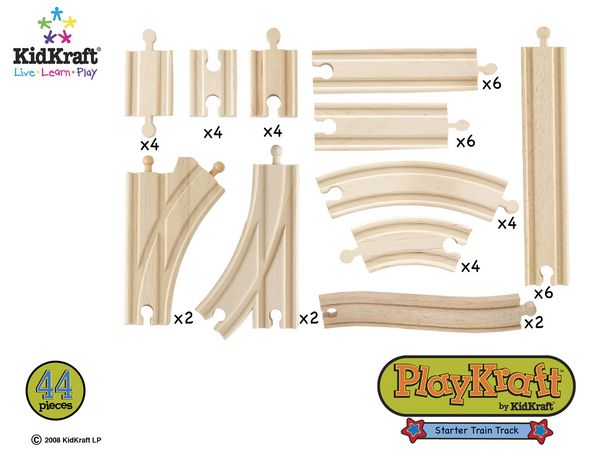 KidKraft
Live • Learn • Play
x4
x4
x4
x6
x6
x6
x4
x4
x2
x2
x2
44
pieces
PlayKraft™
by KidKraft
Starter Train Track
© 2008 KidKraft LP